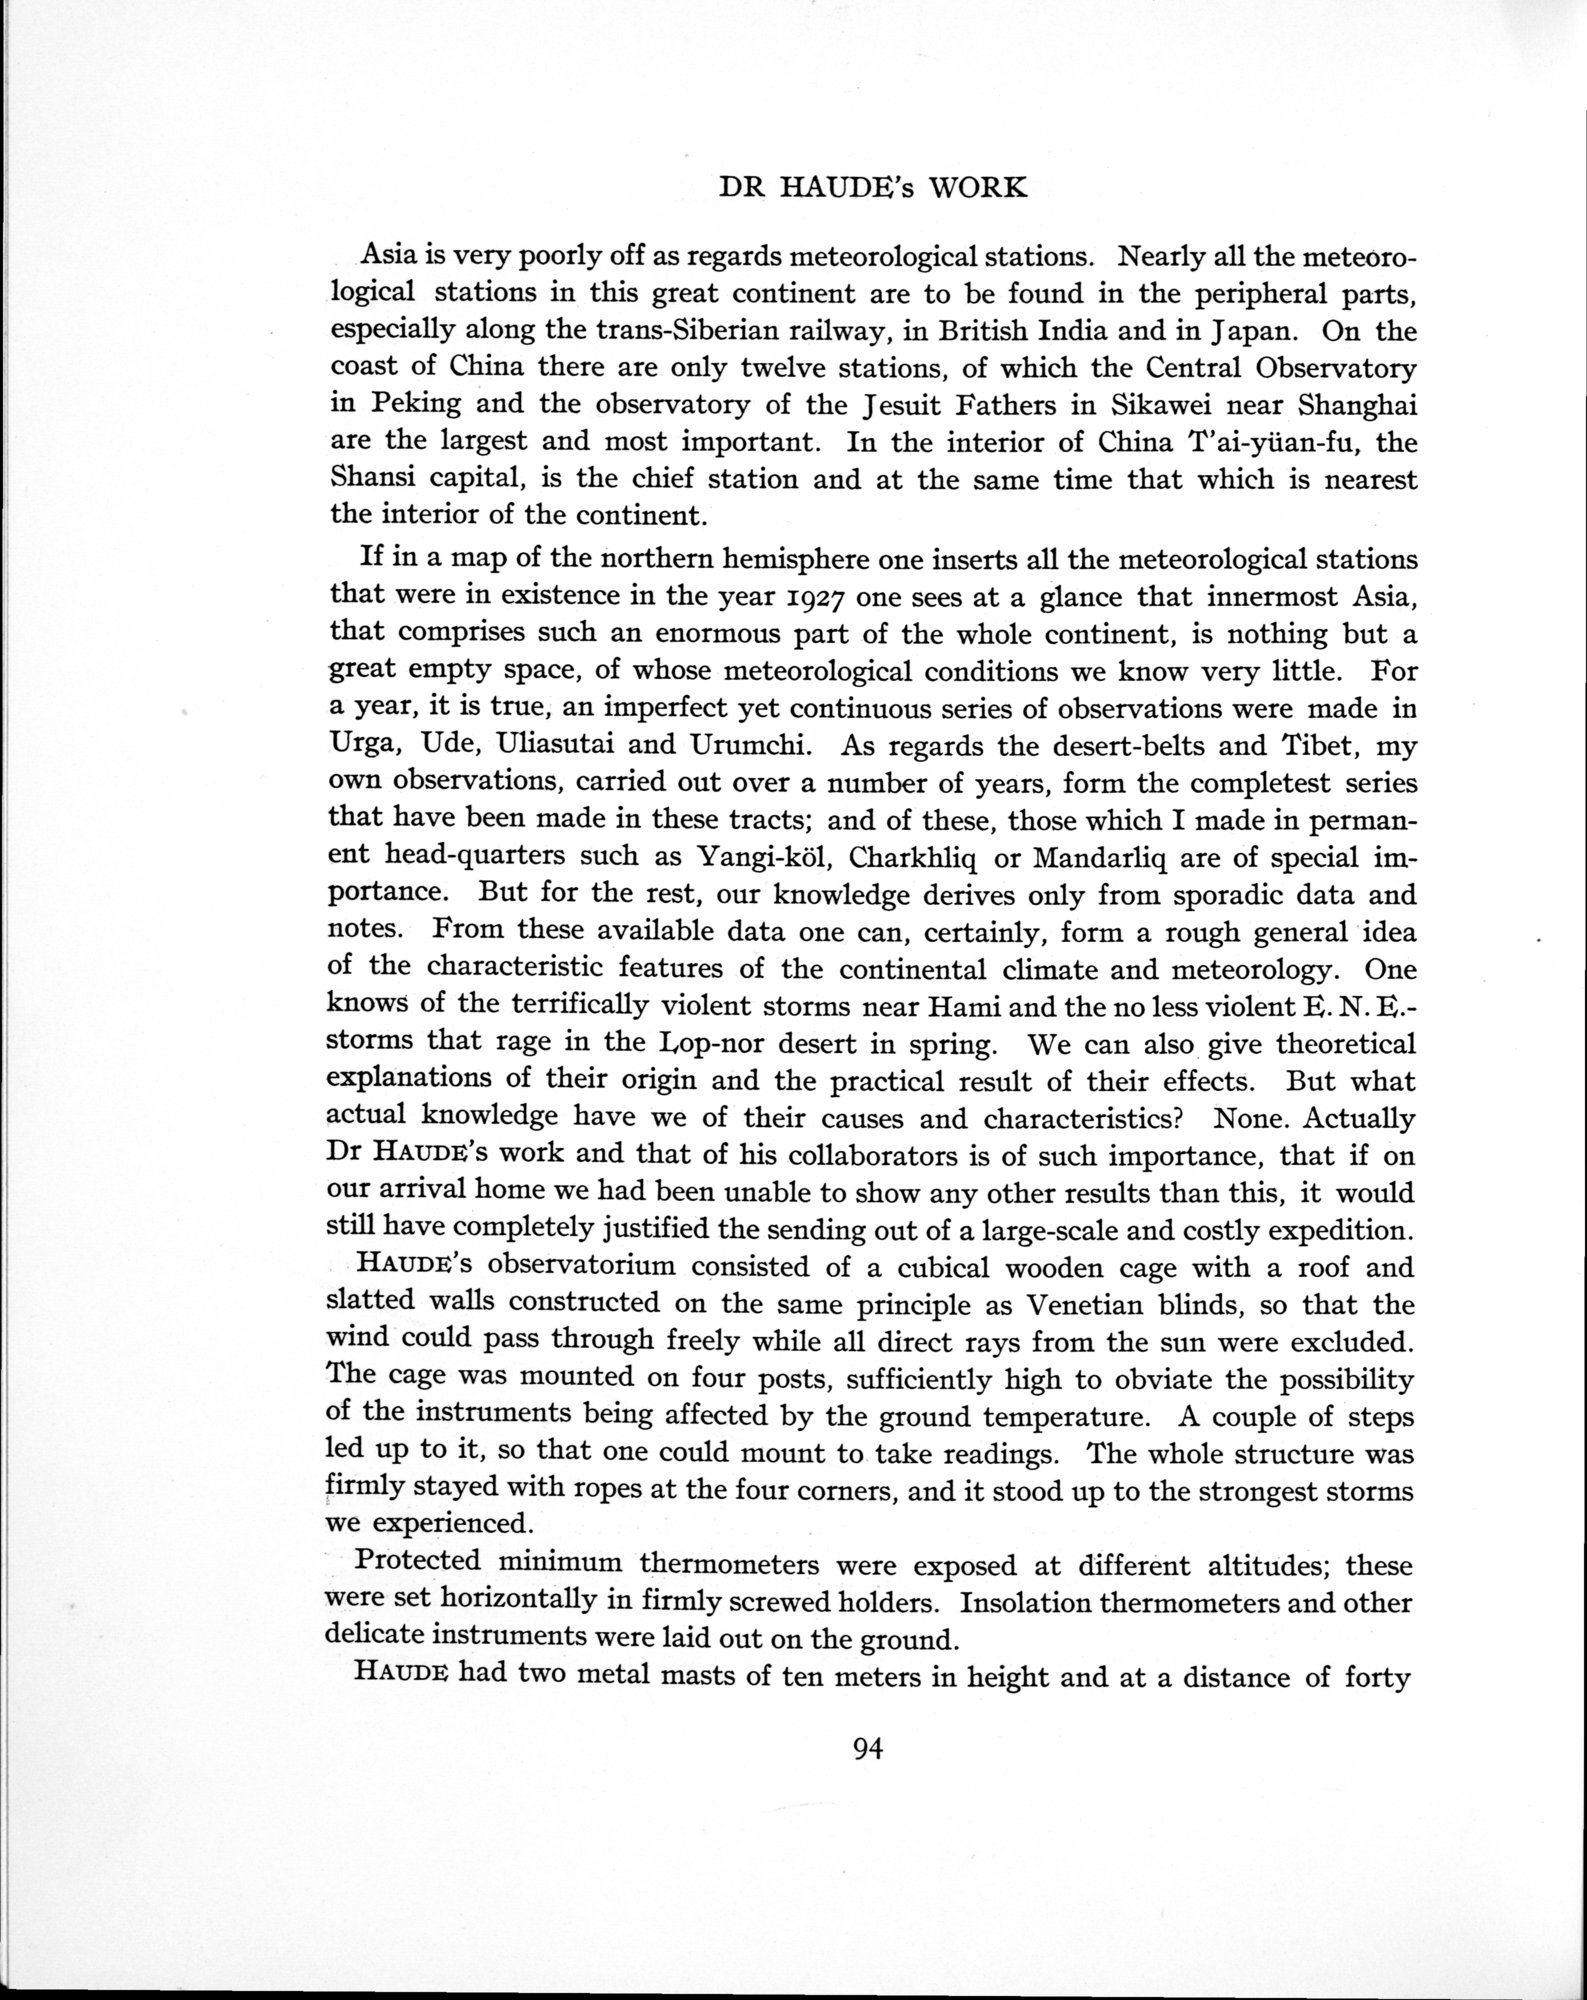 DR HAUDE's WORK
Asia is very poorly off as regards meteorological stations. Nearly all the meteoro-
logical stations in this great continent are to be found in the peripheral parts,
especially along the trans-Siberian railway, in British India and in Japan. On the
coast of China there are only twelve stations, of which the Central Observatory
in Peking and the observatory of the Jesuit Fathers in Sikawei near Shanghai
are the largest and most important. In the interior of China T'ai-yüan-fu, the
Shansi capital, is the chief station and at the same time that which is nearest
the interior of the continent.
If in a map of the northern hemisphere one inserts all the meteorological stations
that were in existence in the year 1927 one sees at a glance that innermost Asia,
that comprises such an enormous part of the whole continent, is nothing but a
great empty space, of whose meteorological conditions we know very little. For
a year, it is true, an imperfect yet continuous series of observations were made in
Urga, Ude, Uliasutai and Urumchi. As regards the desert-belts and Tibet, my
own observations, carried out over a number of years, form the completest series
that have been made in these tracts; and of these, those which I made in perman-
ent head-quarters such as Yangi-köl, Charkhliq or Mandarliq are of special im-
portance. But for the rest, our knowledge derives only from sporadic data and
notes. From these available data one can, certainly, form a rough general idea
of the characteristic features of the continental climate and meteorology. One
knows of the terrifically violent storms near Hami and the no less violent E. N. E.-
storms that rage in the Lop-nor desert in spring. We can also give theoretical
explanations of their origin and the practical result of their effects. But what
actual knowledge have we of their causes and characteristics? None. Actually
Dr HAUDE's work and that of his collaborators is of such importance, that if on
our arrival home we had been unable to show any other results than this, it would
still have completely justified the sending out of a large-scale and costly expedition.
HAUDE's observatorium consisted of a cubical wooden cage with a roof and
slatted walls constructed on the same principle as Venetian blinds, so that the
wind could pass through freely while all direct rays from the sun were excluded.
The cage was mounted on four posts, sufficiently high to obviate the possibility
of the instruments being affected by the ground temperature. A couple of steps
led up to it, so that one could mount to take readings. The whole structure was
firmly stayed with ropes at the four corners, and it stood up to the strongest storms
we experienced.
Protected minimum thermometers were exposed at different altitudes; these
were set horizontally in firmly screwed holders. Insolation thermometers and other
delicate instruments were laid out on the ground.
HAUDE had two metal masts of ten meters in height and at a distance of forty
94